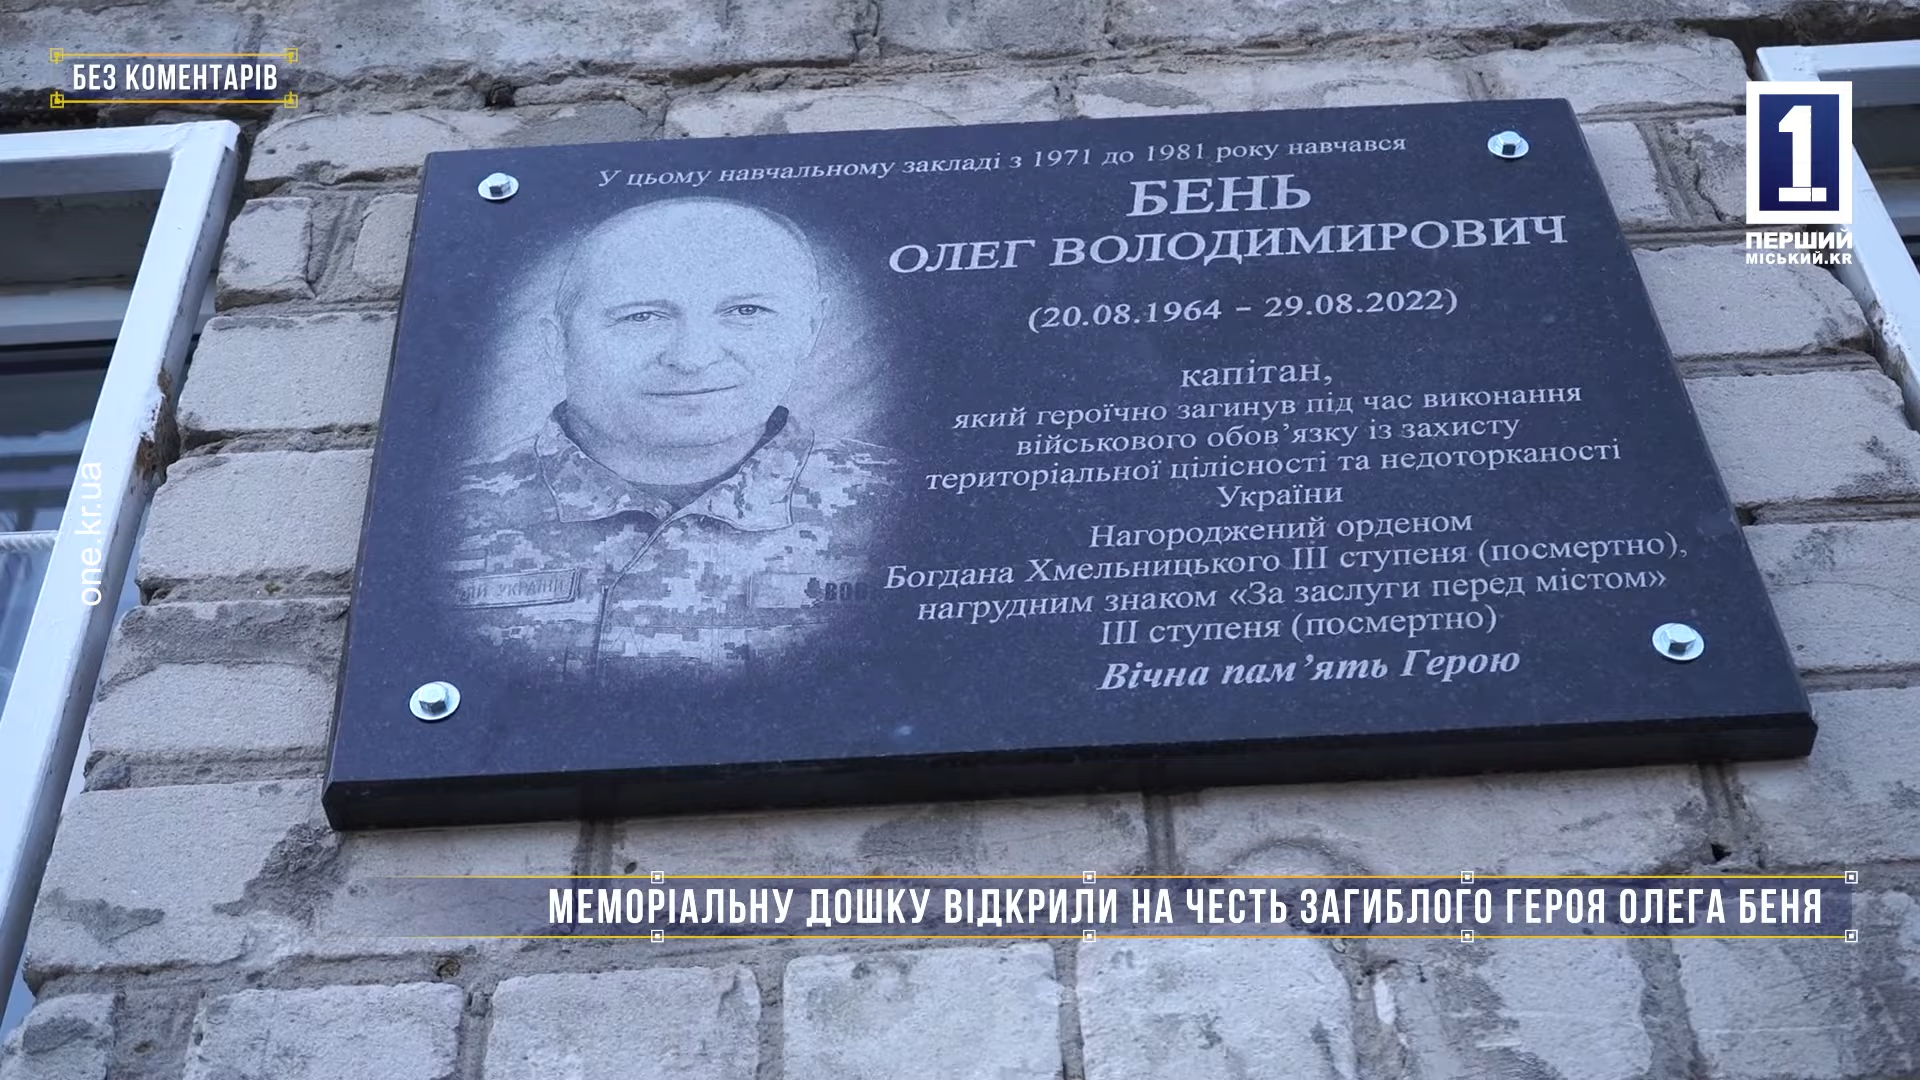 БЕЗ КОМЕНТАРІВ
1
ПЕРШИЙ
МІСЬКИЙ.KR
one.kr.ua
У цьому навчальному закладі з 1971 до 1981 року навчався
БЕНЬ
ОЛЕГ ВОЛОДИМИРОВИЧ
(20.08.1964 – 29.08.2022)
капітан,
який героїчно загинув під час виконання
військового обов’язку із захисту
територіальної цілісності та недоторканості
України
Нагороджений орденом
Богдана Хмельницького ІІІ ступеня (посмертно),
нагрудним знаком «За заслуги перед містом»
ІІІ ступеня (посмертно)
Вічна пам’ять Герою
УКРАЇНИ
МЕМОРІАЛЬНУ ДОШКУ ВІДКРИЛИ НА ЧЕСТЬ ЗАГИБЛОГО ГЕРОЯ ОЛЕГА БЕНЯ